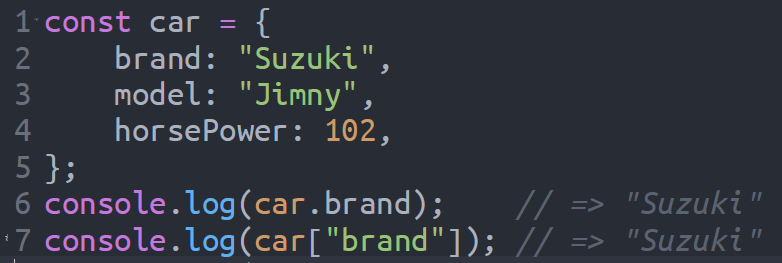 1 const car = {
2     brand: "Suzuki",
3     model: "Jimny",
4     horsePower: 102,
5 };
6 console.log(car.brand);     // => "Suzuki"
7 console.log(car["brand"]); // => "Suzuki"